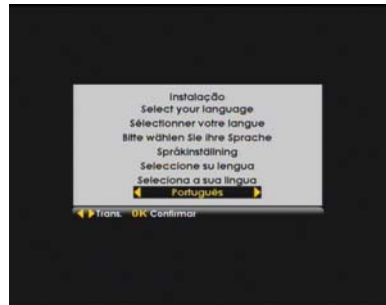 Instalação
Select your language
Sélectionner votre langue
Bitte wählen Sie ihre Sprache
Språkinställning
Seleccione su lengua
Seleciona a sua lingua
Português
Trans. OK Confirmar